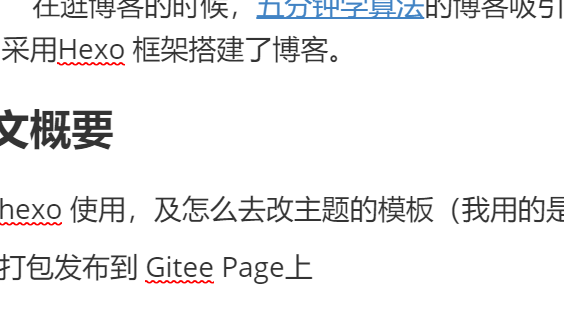 在逛博客的时候，五分钟学算法的博客吸引
采用Hexo 框架搭建了博客。
文概要
hexo 使用，及怎么去改主题的模板（我用的是
打包发布到 Gitee Page上